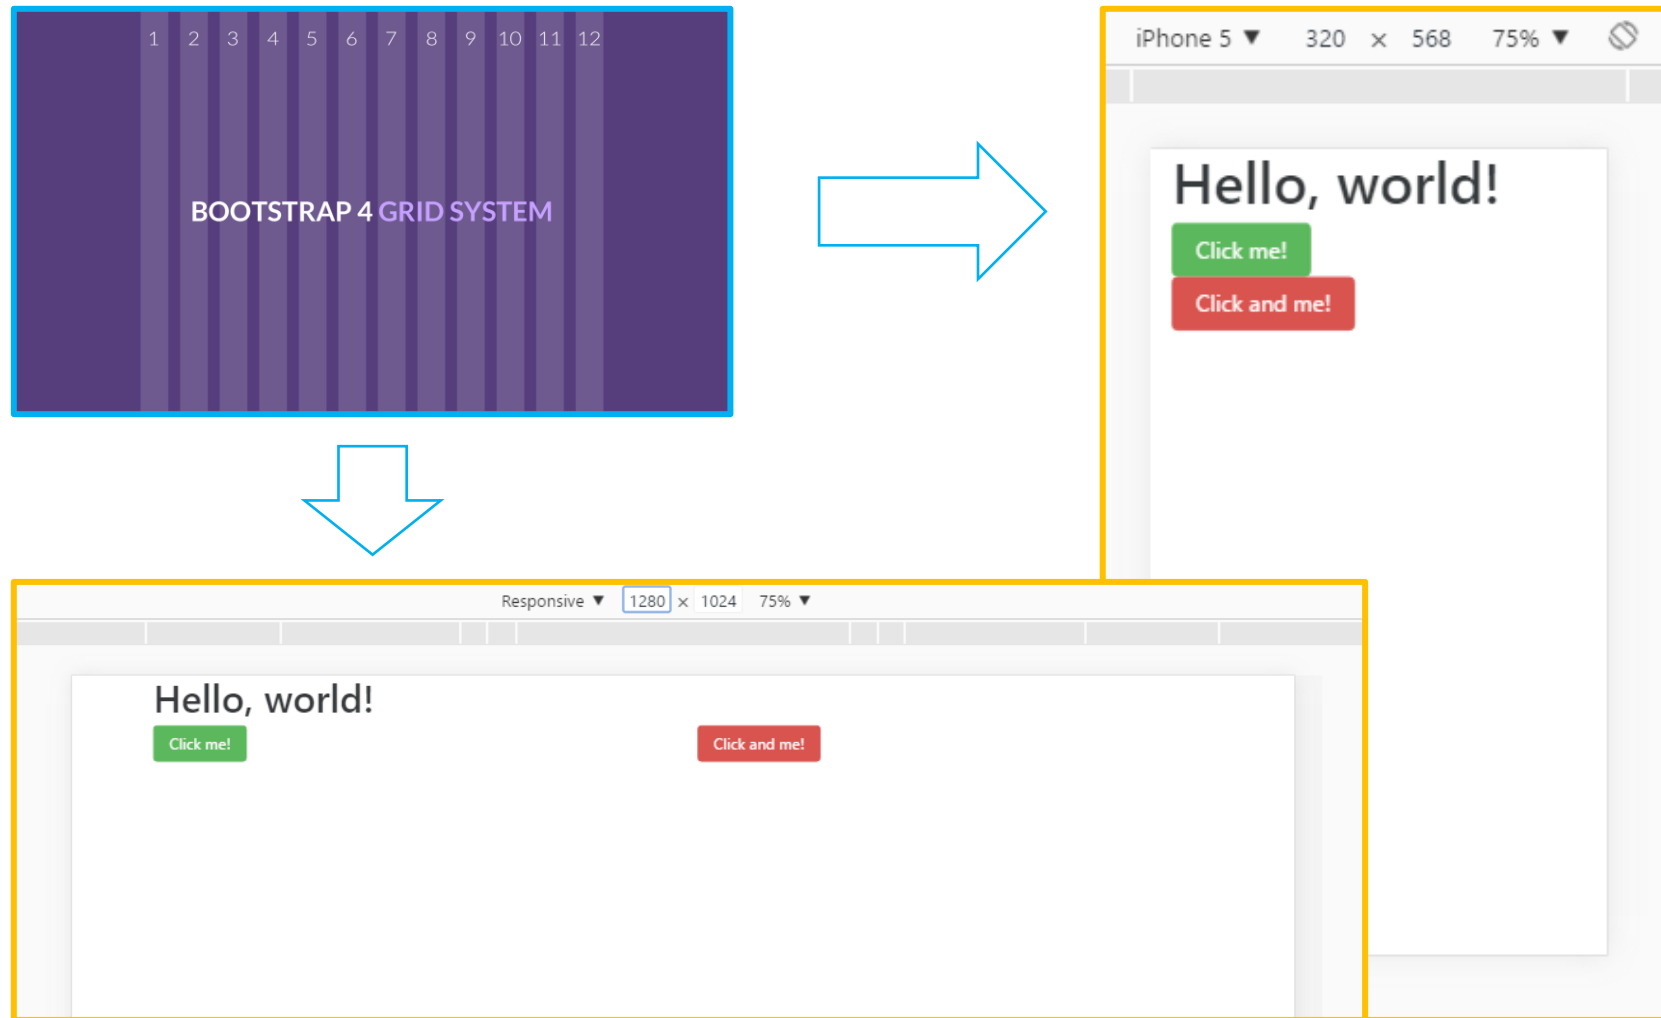 1 2 3 4 5 6 7 8 9 10 11 12
BOOTSTRAP 4 GRID SYSTEM
iPhone 5 ▼ 320 × 568 75% ▼
Hello, world!
Click me!
Click and me!
Responsive ▼ 1280 × 1024 75% ▼
Hello, world!
Click me! Click and me!